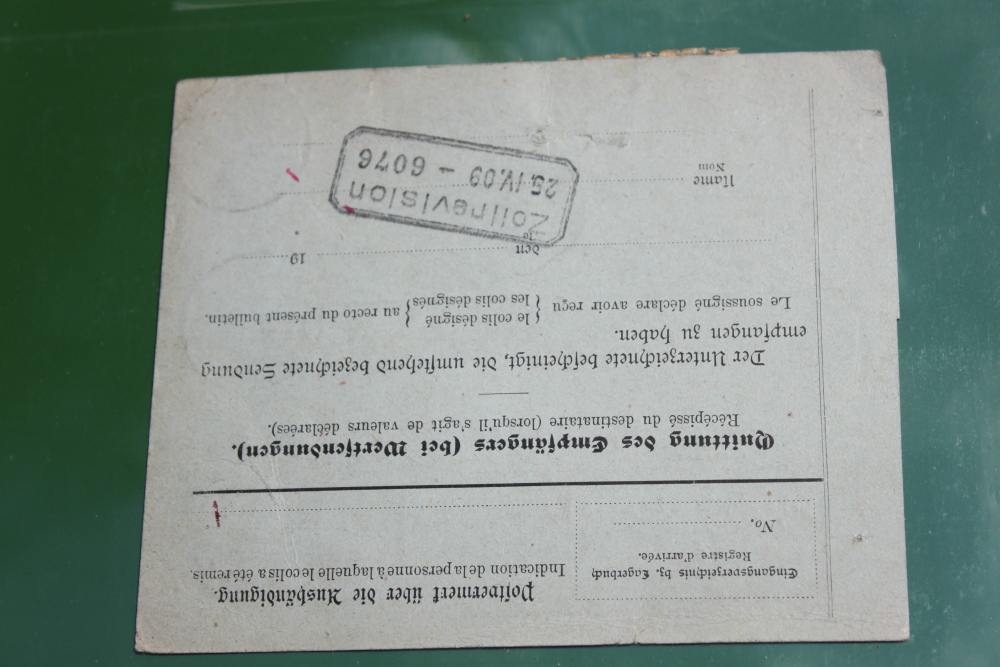 Postvermerk über die Aushändigung.
Indication de la personne à laquelle le colis a été remis.
Eingangsverzeichnis bz. Lagerbuch
Registre d'arrivée.
No.
Quittung des Empfängers (bei Wertsendungen).
Récépissé du destinataire (lorsqu'il s'agit de valeurs déclarées).
Der Unterzeichnete bescheinigt, die umstehend bezeichnete Sendung
empfangen zu haben.
Le soussigné déclare avoir reçu { le colis désigné / les colis désignés } au recto du présent bulletin.
den
le
19
Name
Nom
Zollrevision
25.IV.09 - 6076